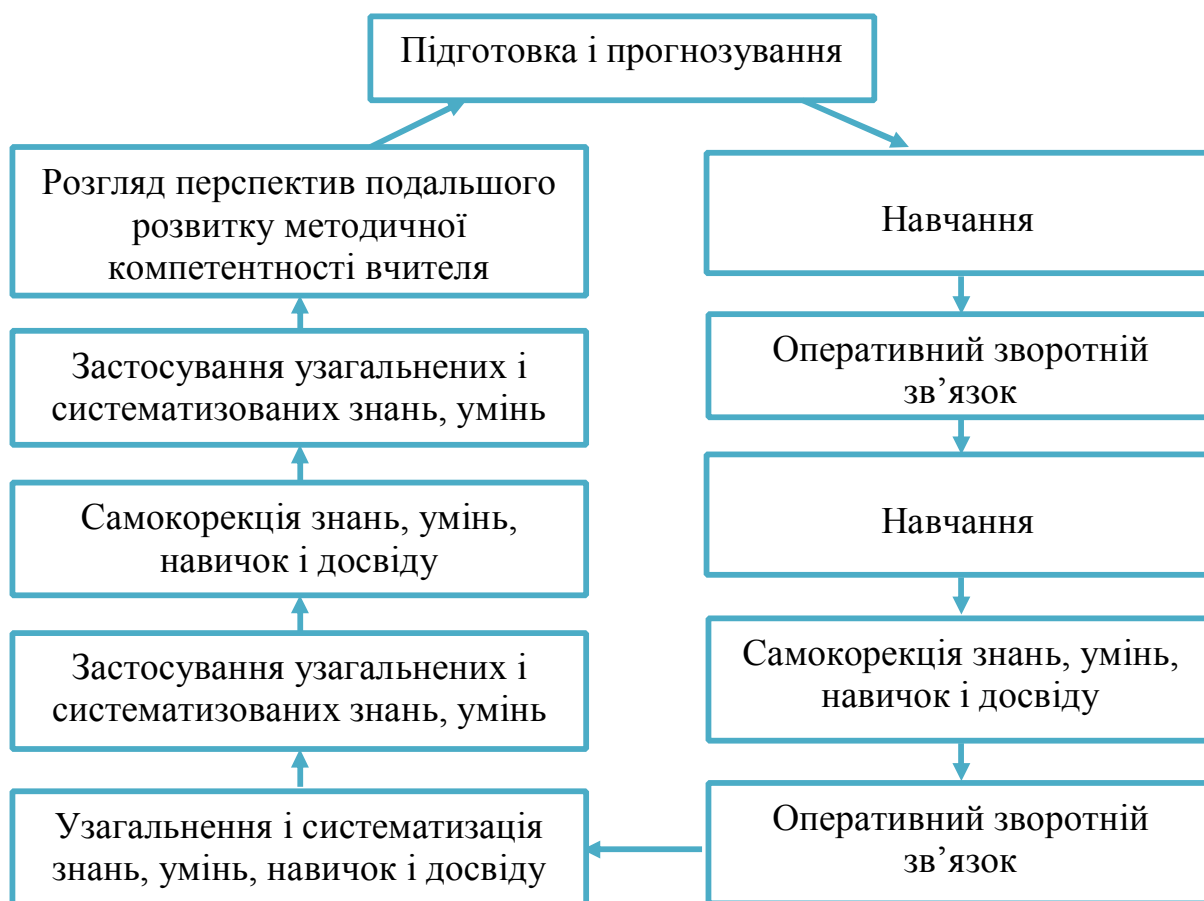 Підготовка і прогнозування
Розгляд перспектив подальшого
розвитку методичної
компетентності вчителя
Застосування узагальнених і
систематизованих знань, умінь
Самокорекція знань, умінь,
навичок і досвіду
Застосування узагальнених і
систематизованих знань, умінь
Узагальнення і систематизація
знань, умінь, навичок і досвіду
Навчання
Оперативний зворотній
зв’язок
Навчання
Самокорекція знань, умінь,
навичок і досвіду
Оперативний зворотній
зв’язок